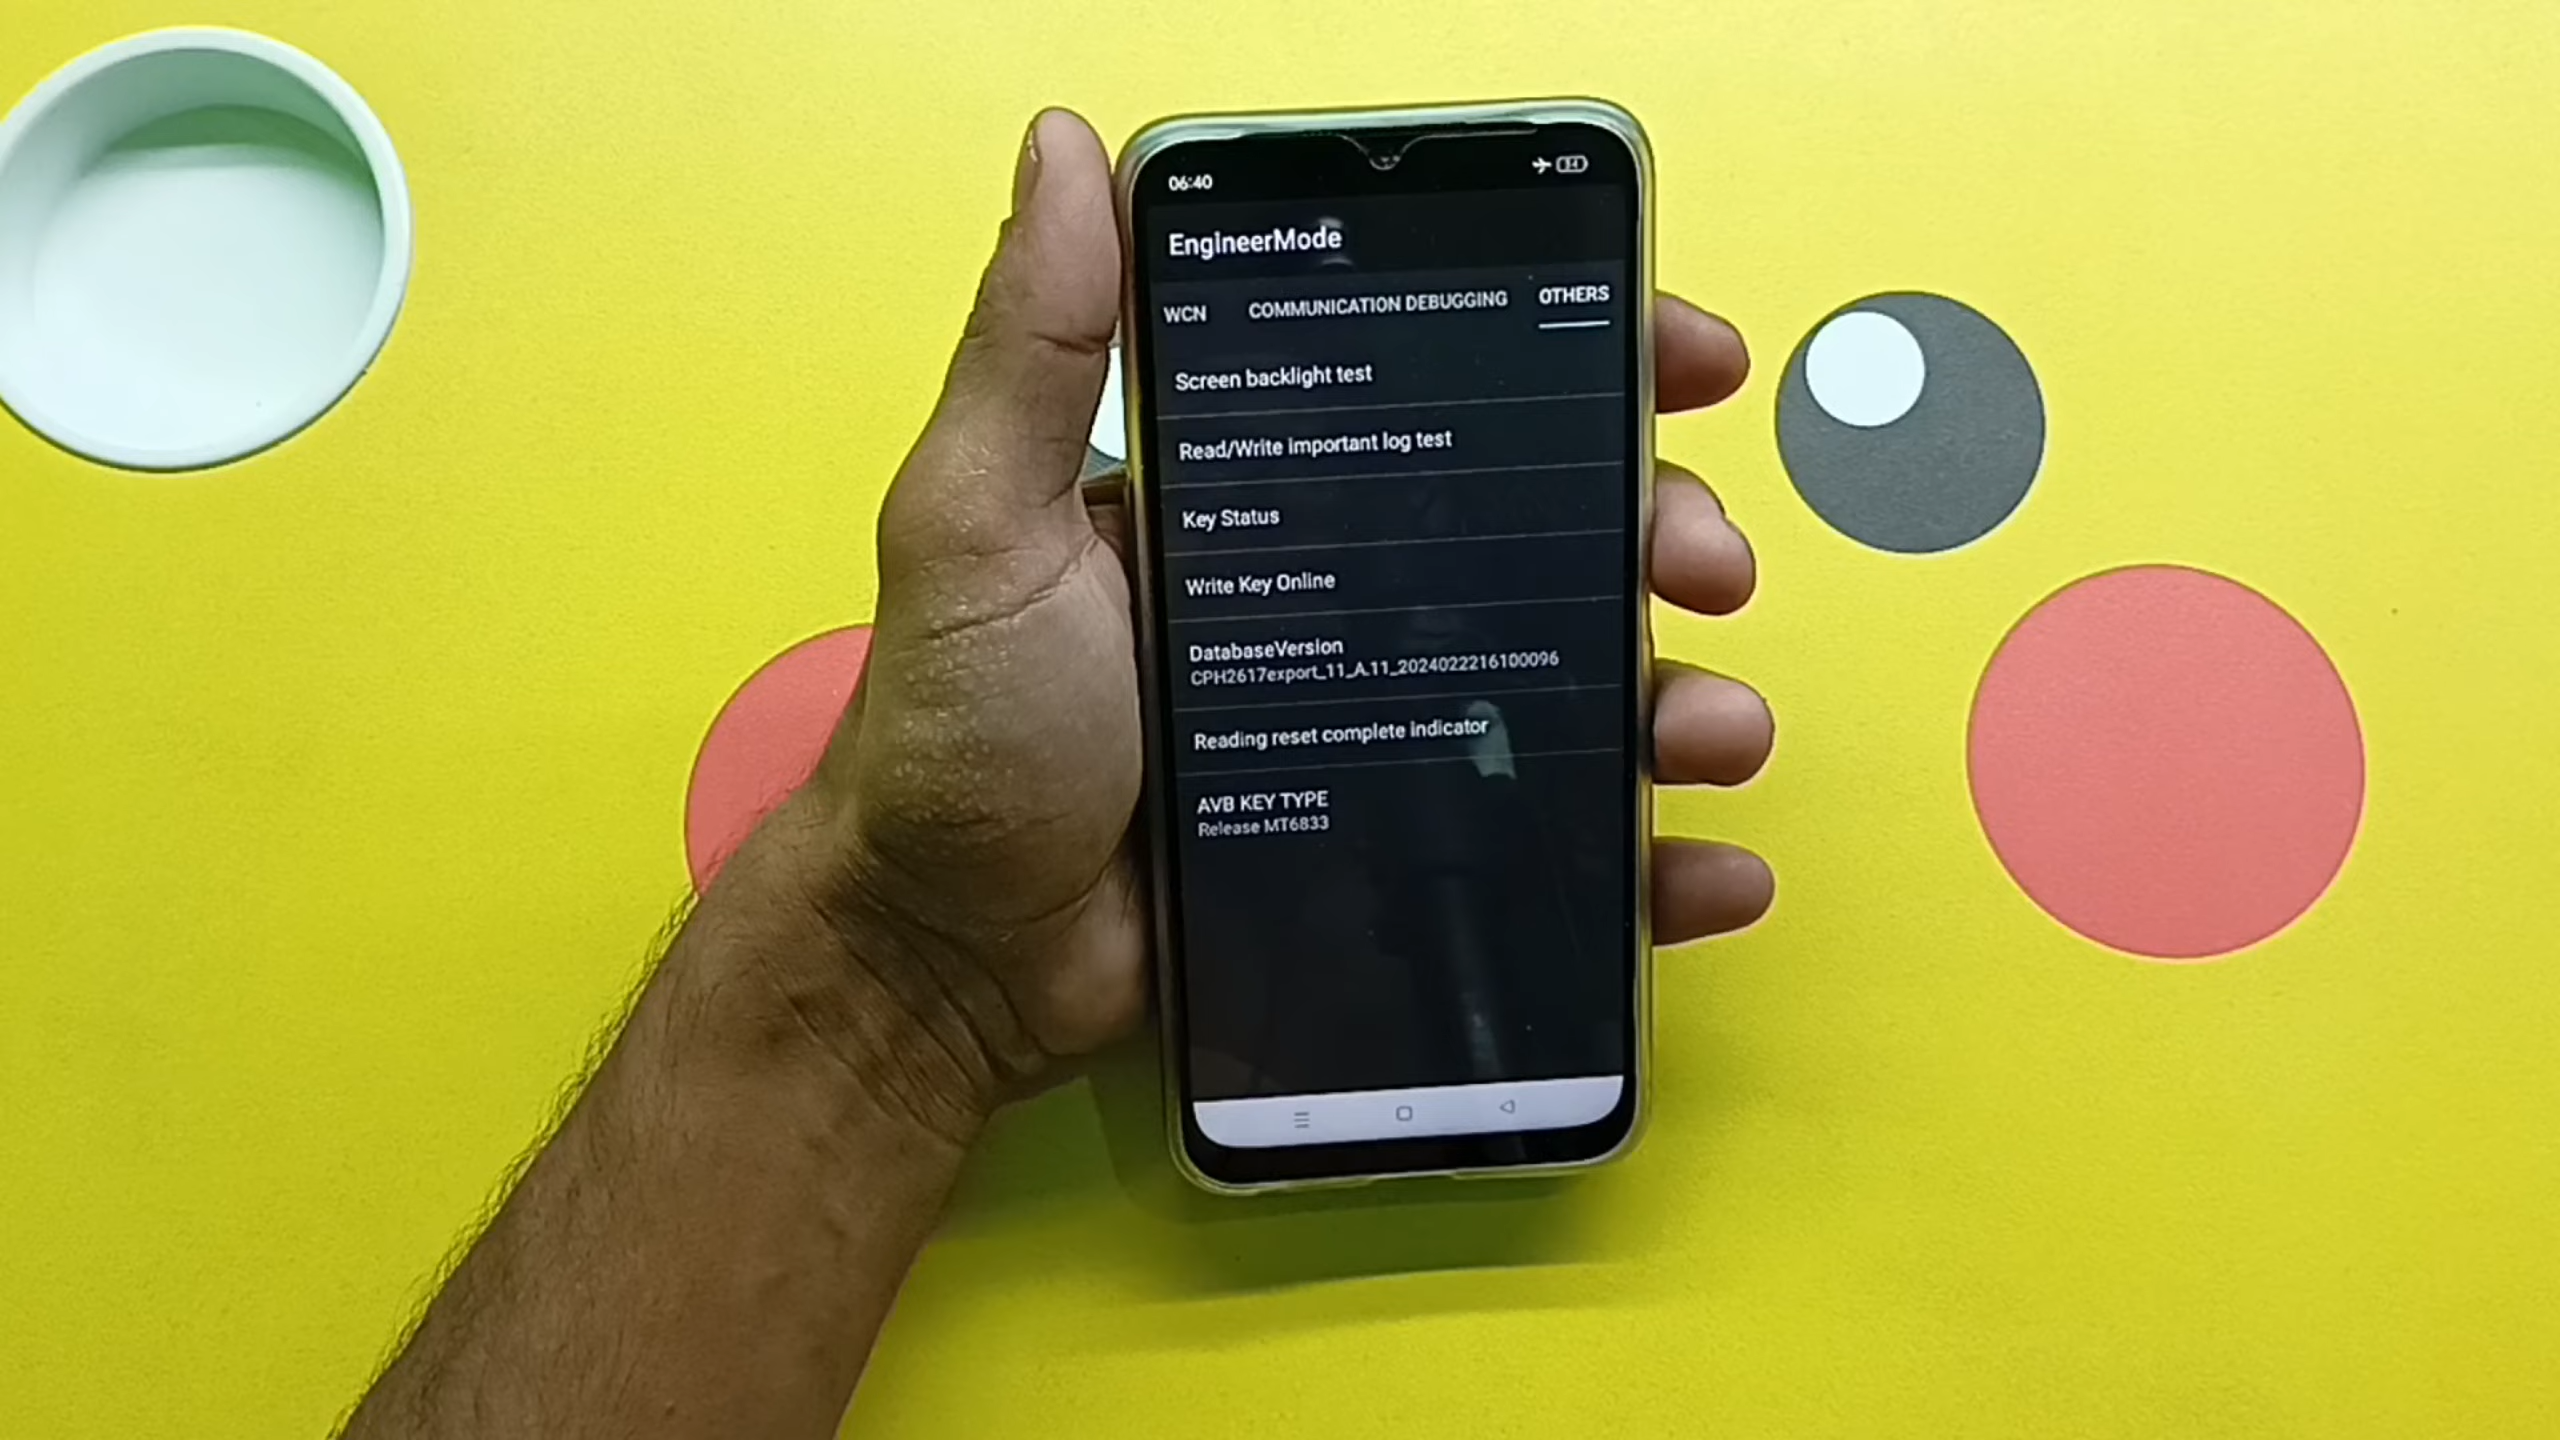 06:40
EngineerMode
WCN COMMUNICATION DEBUGGING OTHERS
Screen backlight test
Read/Write important log test
Key Status
Write Key Online
DatabaseVersion
CPH2617export_11_A.11_2024022216100096
Reading reset complete indicator
AVB KEY TYPE
Release MT6833